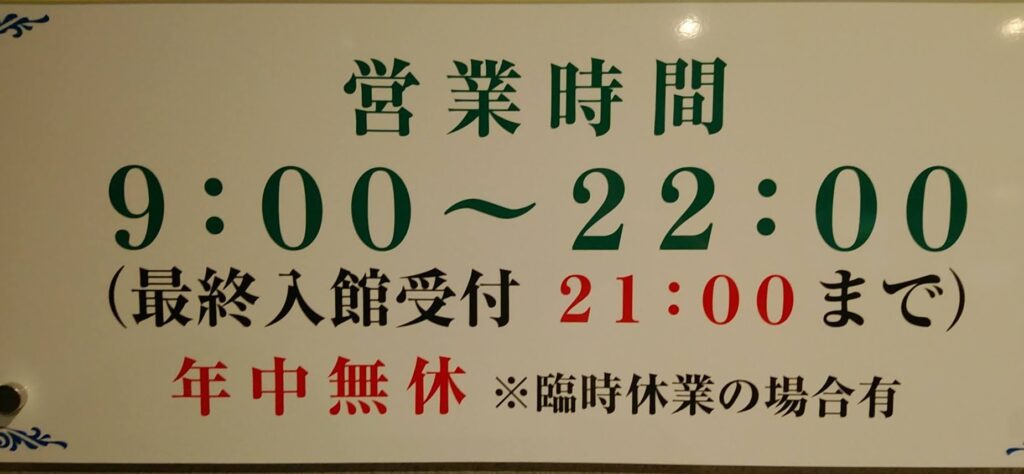 営業時間
9:00～22:00
(最終入館受付 21:00まで)
年中無休 ※臨時休業の場合有